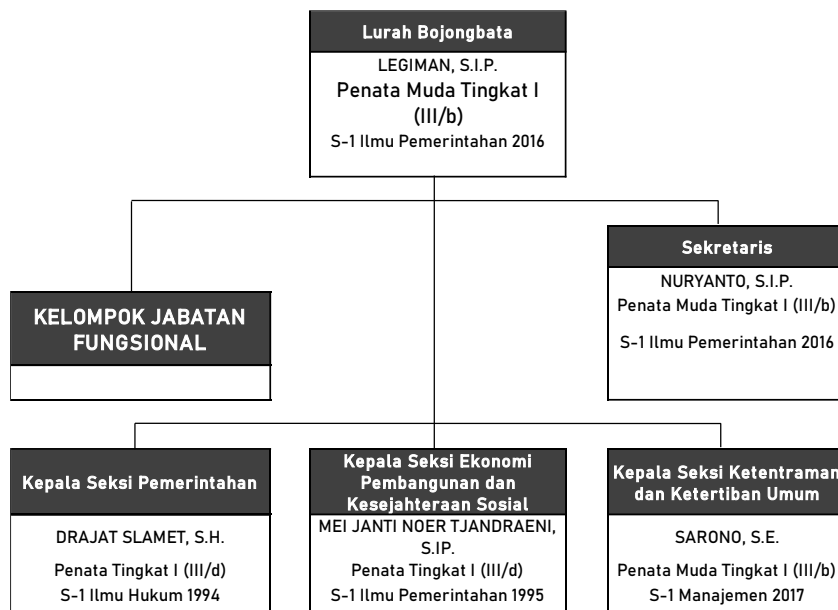 Lurah Bojongbata
LEGIMAN, S.I.P.
Penata Muda Tingkat I
(III/b)
S-1 Ilmu Pemerintahan 2016
Sekretaris
NURYANTO, S.I.P.
Penata Muda Tingkat I (III/b)
S-1 Ilmu Pemerintahan 2016
KELOMPOK JABATAN
FUNGSIONAL
Kepala Seksi Pemerintahan
DRAJAT SLAMET, S.H.
Penata Tingkat I (III/d)
S-1 Ilmu Hukum 1994
Kepala Seksi Ekonomi
Pembangunan dan
Kesejahteraan Sosial
MEI JANTI NOER TJANDRAENI,
S.IP.
Penata Tingkat I (III/d)
S-1 Ilmu Pemerintahan 1995
Kepala Seksi Ketentraman
dan Ketertiban Umum
SARONO, S.E.
Penata Muda Tingkat I (III/b)
S-1 Manajemen 2017